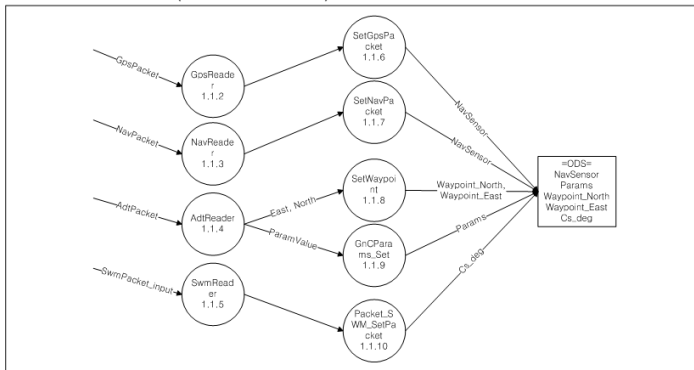 GpsPacket
GpsReade
r
1.1.2
SetGpsPa
cket
1.1.6
NavSensor
NavPacket
NavReade
r
1.1.3
SetNavPa
cket
1.1.7
NavSensor
AdtPacket
AdtReader
1.1.4
East, North
SetWaypoi
nt
1.1.8
Waypoint_North,
Waypoint_East
ParamValue
GnCPara
ms_Set
1.1.9
Params
SwmPacket_input
SwmRead
er
1.1.5
Packet_S
WM_SetPa
cket
1.1.10
Cs_deg
=ODS=
NavSensor
Params
Waypoint_North
Waypoint_East
Cs_deg